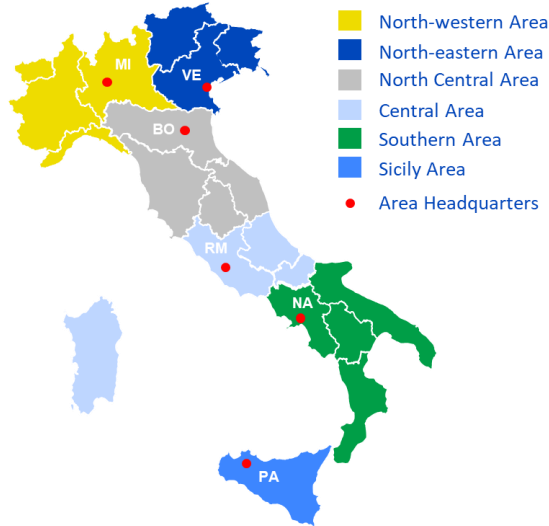 North-western Area
MI
North-eastern Area
VE
North Central Area
Central Area
BO
Southern Area
Sicily Area
Area Headquarters
RM
NA
PA